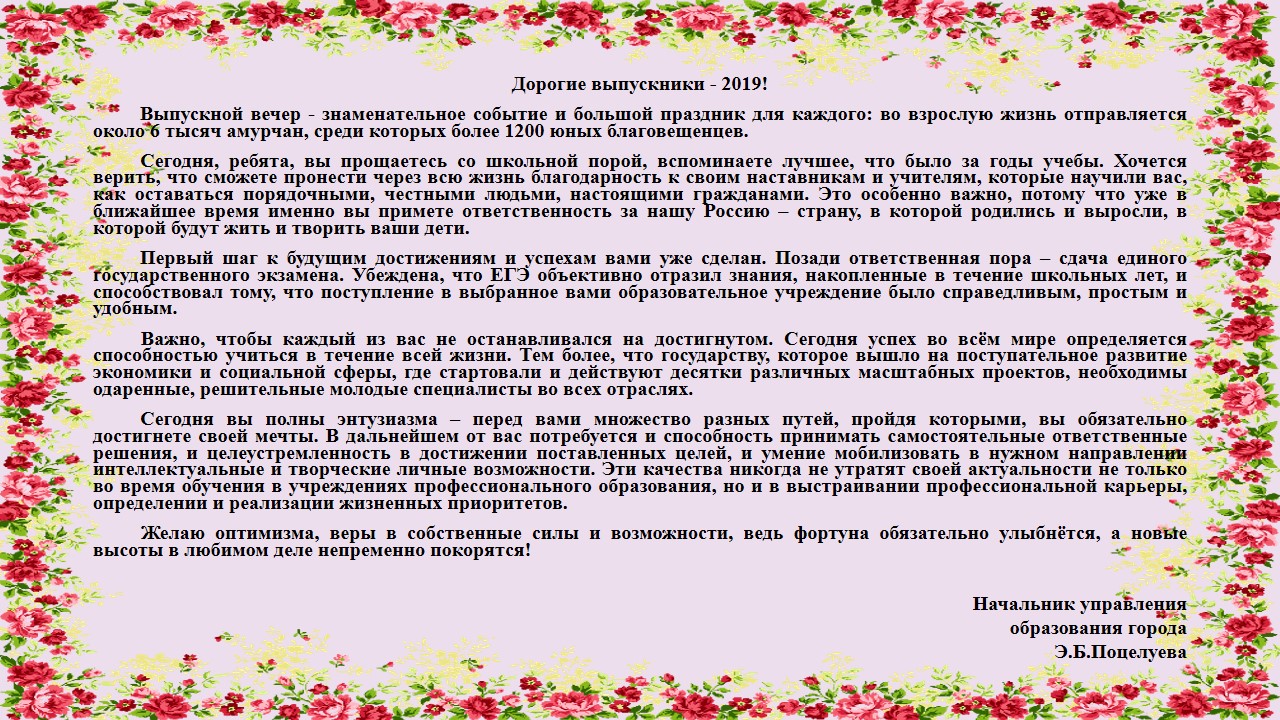 Дорогие выпускники - 2019!
Выпускной вечер - знаменательное событие и большой праздник для каждого: во взрослую жизнь отправляется
около 6 тысяч амурчан, среди которых более 1200 юных благовещенцев.
Сегодня, ребята, вы прощаетесь со школьной порой, вспоминаете лучшее, что было за годы учебы. Хочется
верить, что сможете пронести через всю жизнь благодарность к своим наставникам и учителям, которые научили вас,
как оставаться порядочными, честными людьми, настоящими гражданами. Это особенно важно, потому что уже в
ближайшее время именно вы примете ответственность за нашу Россию – страну, в которой родились и выросли, в
которой будут жить и творить ваши дети.
Первый шаг к будущим достижениям и успехам вами уже сделан. Позади ответственная пора – сдача единого
государственного экзамена. Убеждена, что ЕГЭ объективно отразил знания, накопленные в течение школьных лет, и
способствовал тому, что поступление в выбранное вами образовательное учреждение было справедливым, простым и
удобным.
Важно, чтобы каждый из вас не останавливался на достигнутом. Сегодня успех во всём мире определяется
способностью учиться в течение всей жизни. Тем более, что государству, которое вышло на поступательное развитие
экономики и социальной сферы, где стартовали и действуют десятки различных масштабных проектов, необходимы
одаренные, решительные молодые специалисты во всех отраслях.
Сегодня вы полны энтузиазма – перед вами множество разных путей, пройдя которыми, вы обязательно
достигнете своей мечты. В дальнейшем от вас потребуется и способность принимать самостоятельные ответственные
решения, и целеустремленность в достижении поставленных целей, и умение мобилизовать в нужном направлении
интеллектуальные и творческие личные возможности. Эти качества никогда не утратят своей актуальности не только
во время обучения в учреждениях профессионального образования, но и в выстраивании профессиональной карьеры,
определении и реализации жизненных приоритетов.
Желаю оптимизма, веры в собственные силы и возможности, ведь фортуна обязательно улыбнётся, а новые
высоты в любимом деле непременно покорятся!
Начальник управления
образования города
Э.Б.Поцелуева